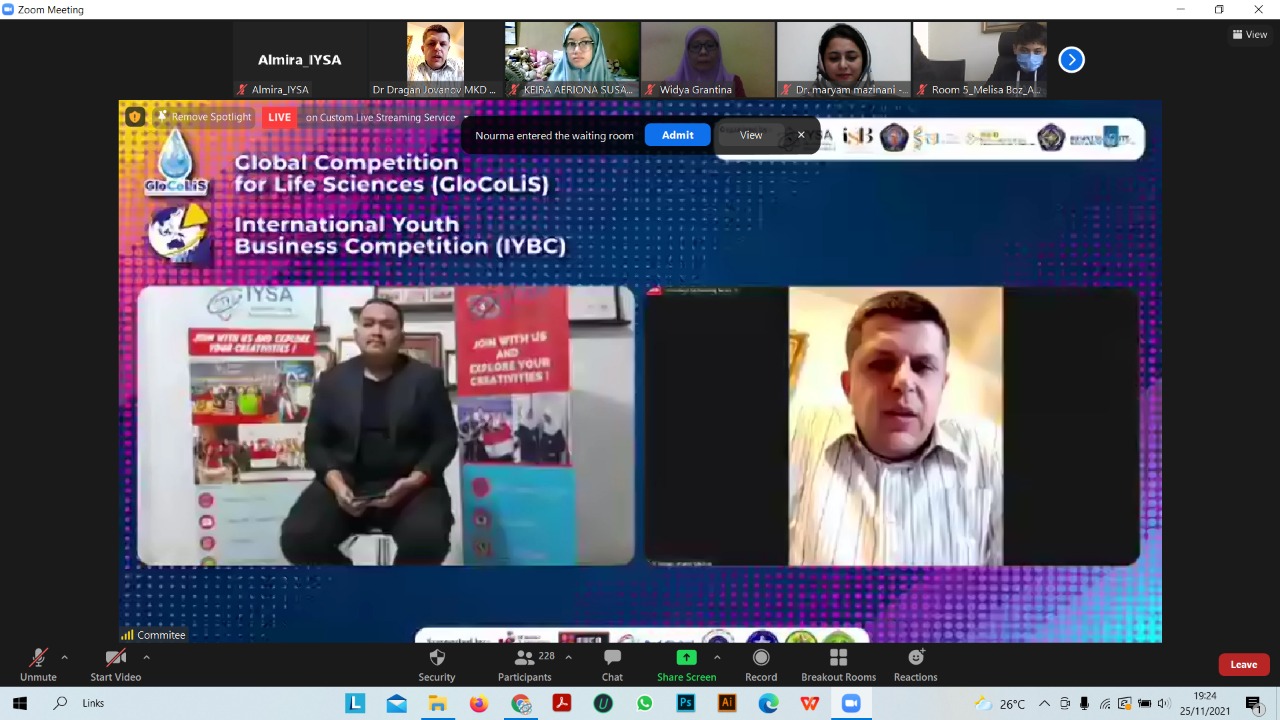 Zoom Meeting
View
Almira_IYSA
Almira_IYSA
Dr Dragan Jovanov MKD ...
KEIRA AERIONA SUSA...
Widya Grantina
Dr. maryam mazinani -...
Room 5_Melisa Boz_A...
Remove Spotlight
LIVE
on Custom Live Streaming Service
Nourma entered the waiting room
Admit
View
GloCoLiS
Global Competition
for Life Sciences (GloCoLiS)
International Youth
Business Competition (IYBC)
IYSA
JOIN WITH US AND EXPLORE
YOUR CREATIVITIES !
JOIN WITH US
AND
EXPLORE YOUR
CREATIVITIES !
Commitee
Unmute
Start Video
Security
Participants
228
Chat
Share Screen
Record
Breakout Rooms
Reactions
Leave
Link
L
Ps
Ai
26°C
19:24
25/11/2021